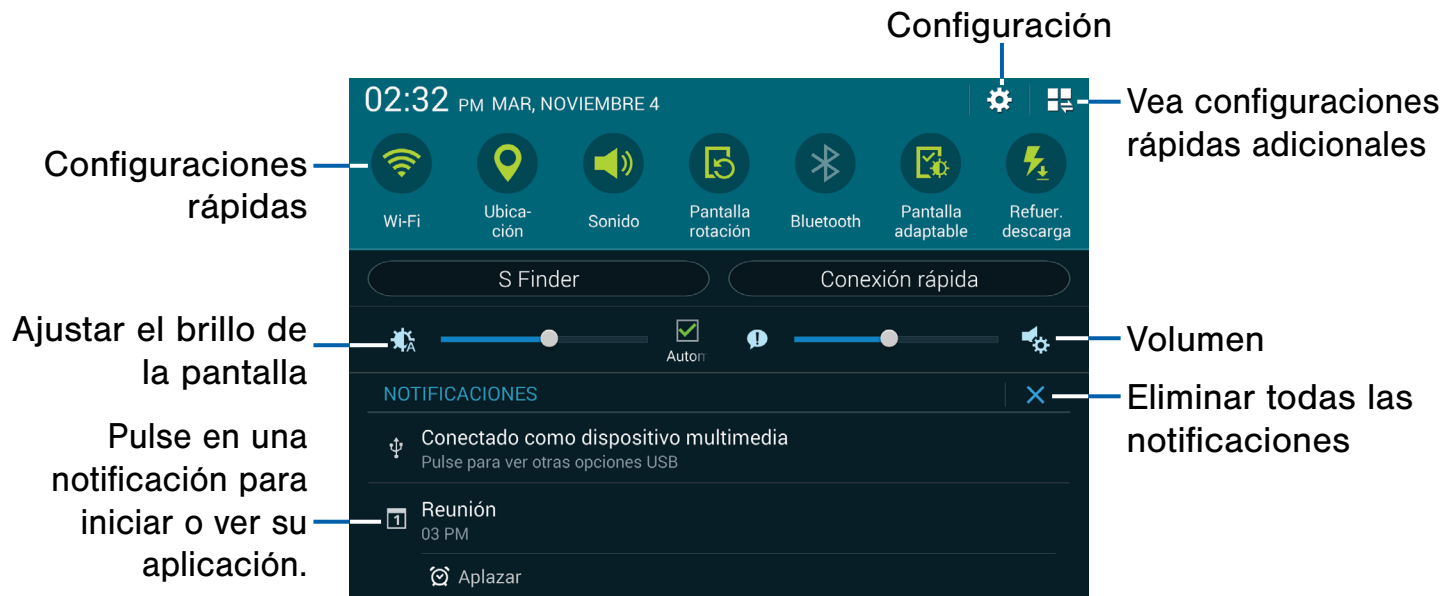 Configuración
02:32 PM MAR, NOVIEMBRE 4
Vea configuraciones
rápidas adicionales
Configuraciones
rápidas
Wi-Fi
Ubica-
ción
Sonido
Pantalla
rotación
Bluetooth
Pantalla
adaptable
Refuer.
descarga
S Finder
Conexión rápida
Ajustar el brillo de
la pantalla
A
Autom
Volumen
NOTIFICACIONES
Eliminar todas las
notificaciones
Pulse en una
notificación para
iniciar o ver su
aplicación.
Conectado como dispositivo multimedia
Pulse para ver otras opciones USB
1
Reunión
03 PM
Aplazar